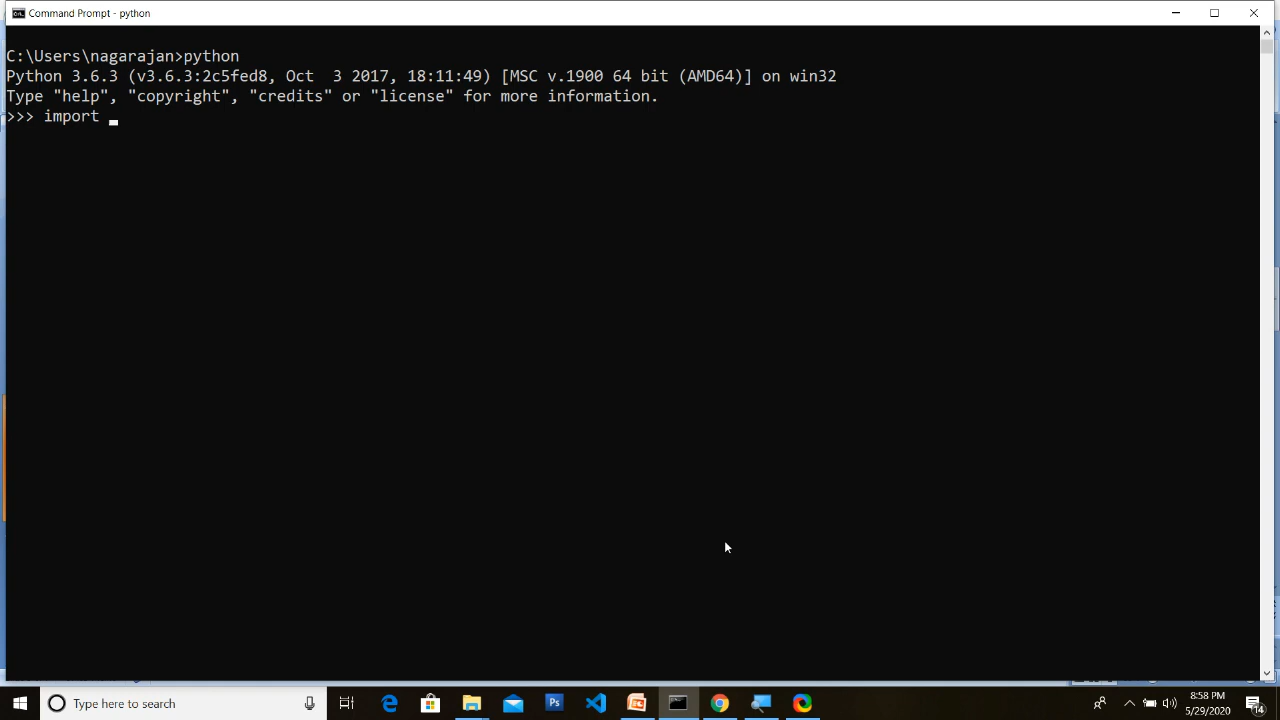 Command Prompt - python
C:\Users\nagarajan>python
Python 3.6.3 (v3.6.3:2c5fed8, Oct  3 2017, 18:11:49) [MSC v.1900 64 bit (AMD64)] on win32
Type "help", "copyright", "credits" or "license" for more information.
>>> import _
Type here to search
Ps
8:58 PM
5/29/2020
14